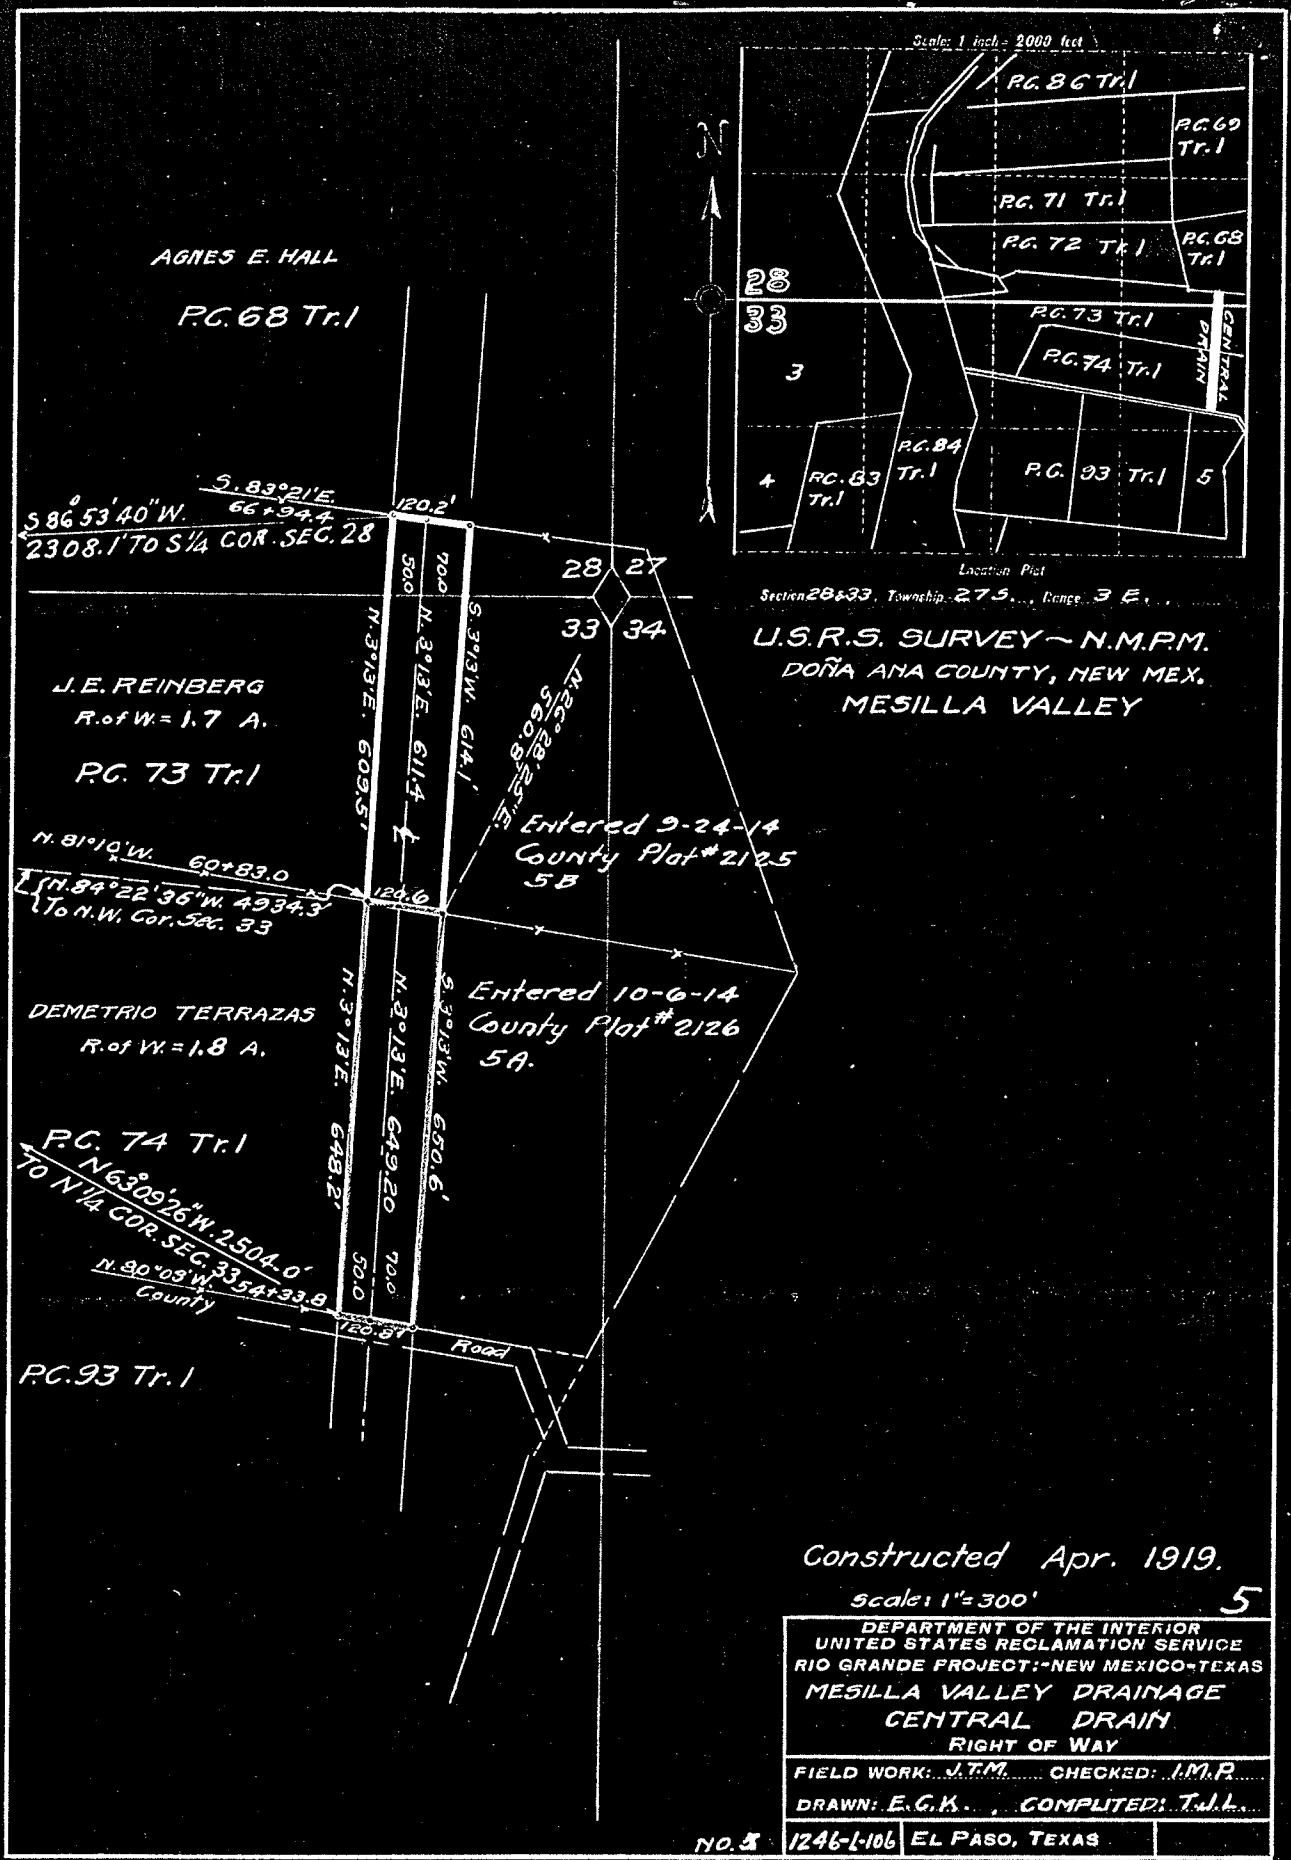 Scale: 1 inch = 2000 feet
P.C. 86 Tr.1
P.C. 69
Tr.1
N
P.C. 71 Tr.1
P.C. 72 Tr.1
P.C. 68
Tr.1
28
33
P.C. 73 Tr.1
P.C. 74 Tr.1
CENTRAL
DRAIN
3
4
P.C. 83
Tr.1
P.C. 84
Tr.1
P.C. 93 Tr.1
5
Location Plat
Section 28&33, Township 27 S., Range 3 E.
U.S.R.S. SURVEY ~ N.M.P.M.
DOÑA ANA COUNTY, NEW MEX.
MESILLA VALLEY
AGNES E. HALL
P.C. 68 Tr.1
S. 83°21'E.
66+94.4
120.2'
S 86°53'40"W.
2308.1' TO S¼ COR. SEC. 28
28 27
33 34
50.0
70.0
N. 3°13'E. 609.5'
N. 3°13'E. 611.4
S. 3°13'W. 614.1'
N. 26°28'25"E.
560.8'
J.E. REINBERG
R. of W. = 1.7 A.
P.C. 73 Tr.1
Entered 9-24-14
County Plat #2125
5B
N. 81°10'W. 60+83.0
120.6
N. 84°22'36"W. 4934.3'
To N.W. Cor. Sec. 33
DEMETRIO TERRAZAS
R. of W. = 1.8 A.
Entered 10-6-14
County Plat #2126
5A.
N. 3°13'E. 648.2'
N. 3°13'E. 649.20
S. 3°13'W. 650.6'
50.0
70.0
P.C. 74 Tr.1
N63°09'26"W. 2504.0'
TO N¼ COR. SEC. 33
N. 80°03'W. 54+33.8
County
120.8'
Road
P.C. 93 Tr.1
Constructed Apr. 1919.
Scale: 1"=300'
5
DEPARTMENT OF THE INTERIOR
UNITED STATES RECLAMATION SERVICE
RIO GRANDE PROJECT:-NEW MEXICO-TEXAS
MESILLA VALLEY DRAINAGE
CENTRAL DRAIN
RIGHT OF WAY
FIELD WORK: J.T.M. CHECKED: I.M.P.
DRAWN: E.G.K. COMPUTED: T.J.L.
NO. 1246-L-106 EL PASO, TEXAS